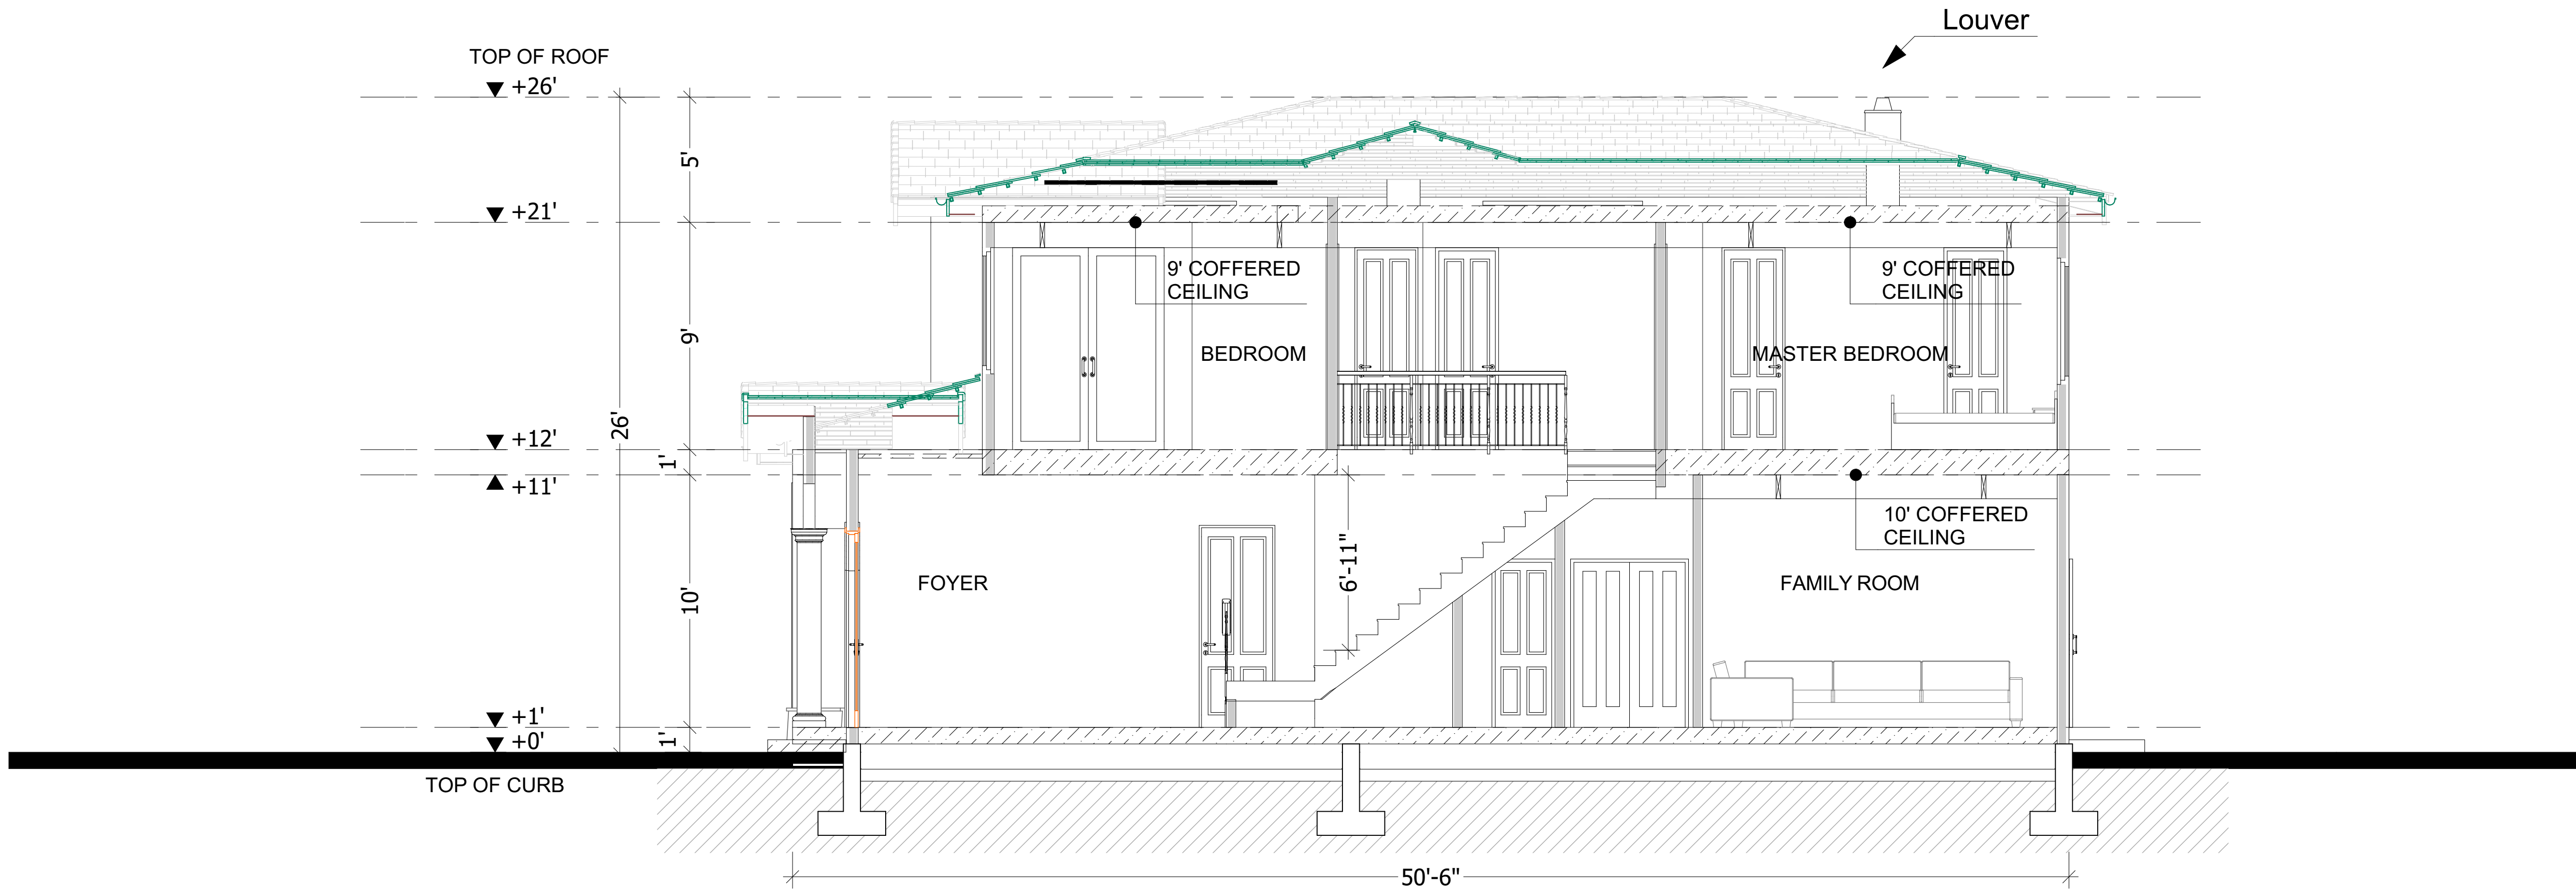 Louver
TOP OF ROOF
+26'
5'
+21'
9' COFFERED
CEILING
9' COFFERED
CEILING
9'
BEDROOM
MASTER BEDROOM
26'
+12'
1'
+11'
10' COFFERED
CEILING
6'-11"
FOYER
FAMILY ROOM
10'
+1'
+0'
1'
TOP OF CURB
50'-6"